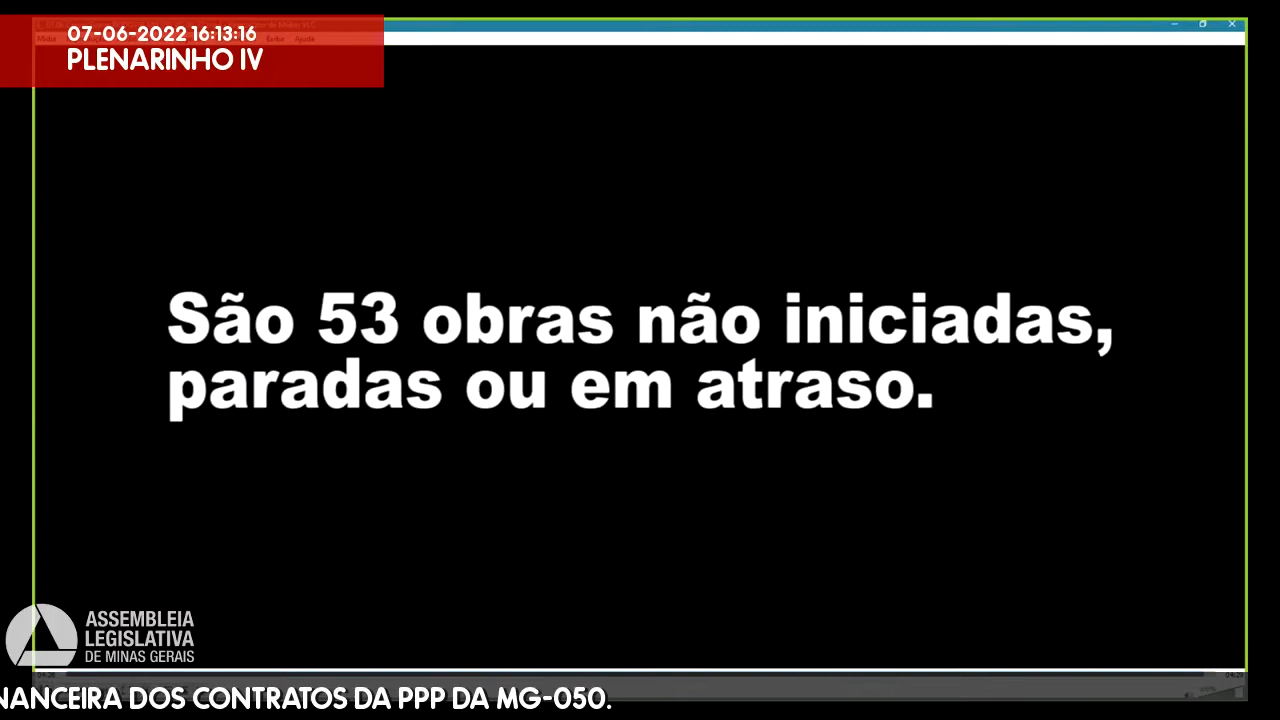 07-06-2022 16:13:16
PLENARINHO IV
Ajuda
São 53 obras não iniciadas,
paradas ou em atraso.
ASSEMBLEIA
LEGISLATIVA
DE MINAS GERAIS
NANCEIRA DOS CONTRATOS DA PPP DA MG-050.